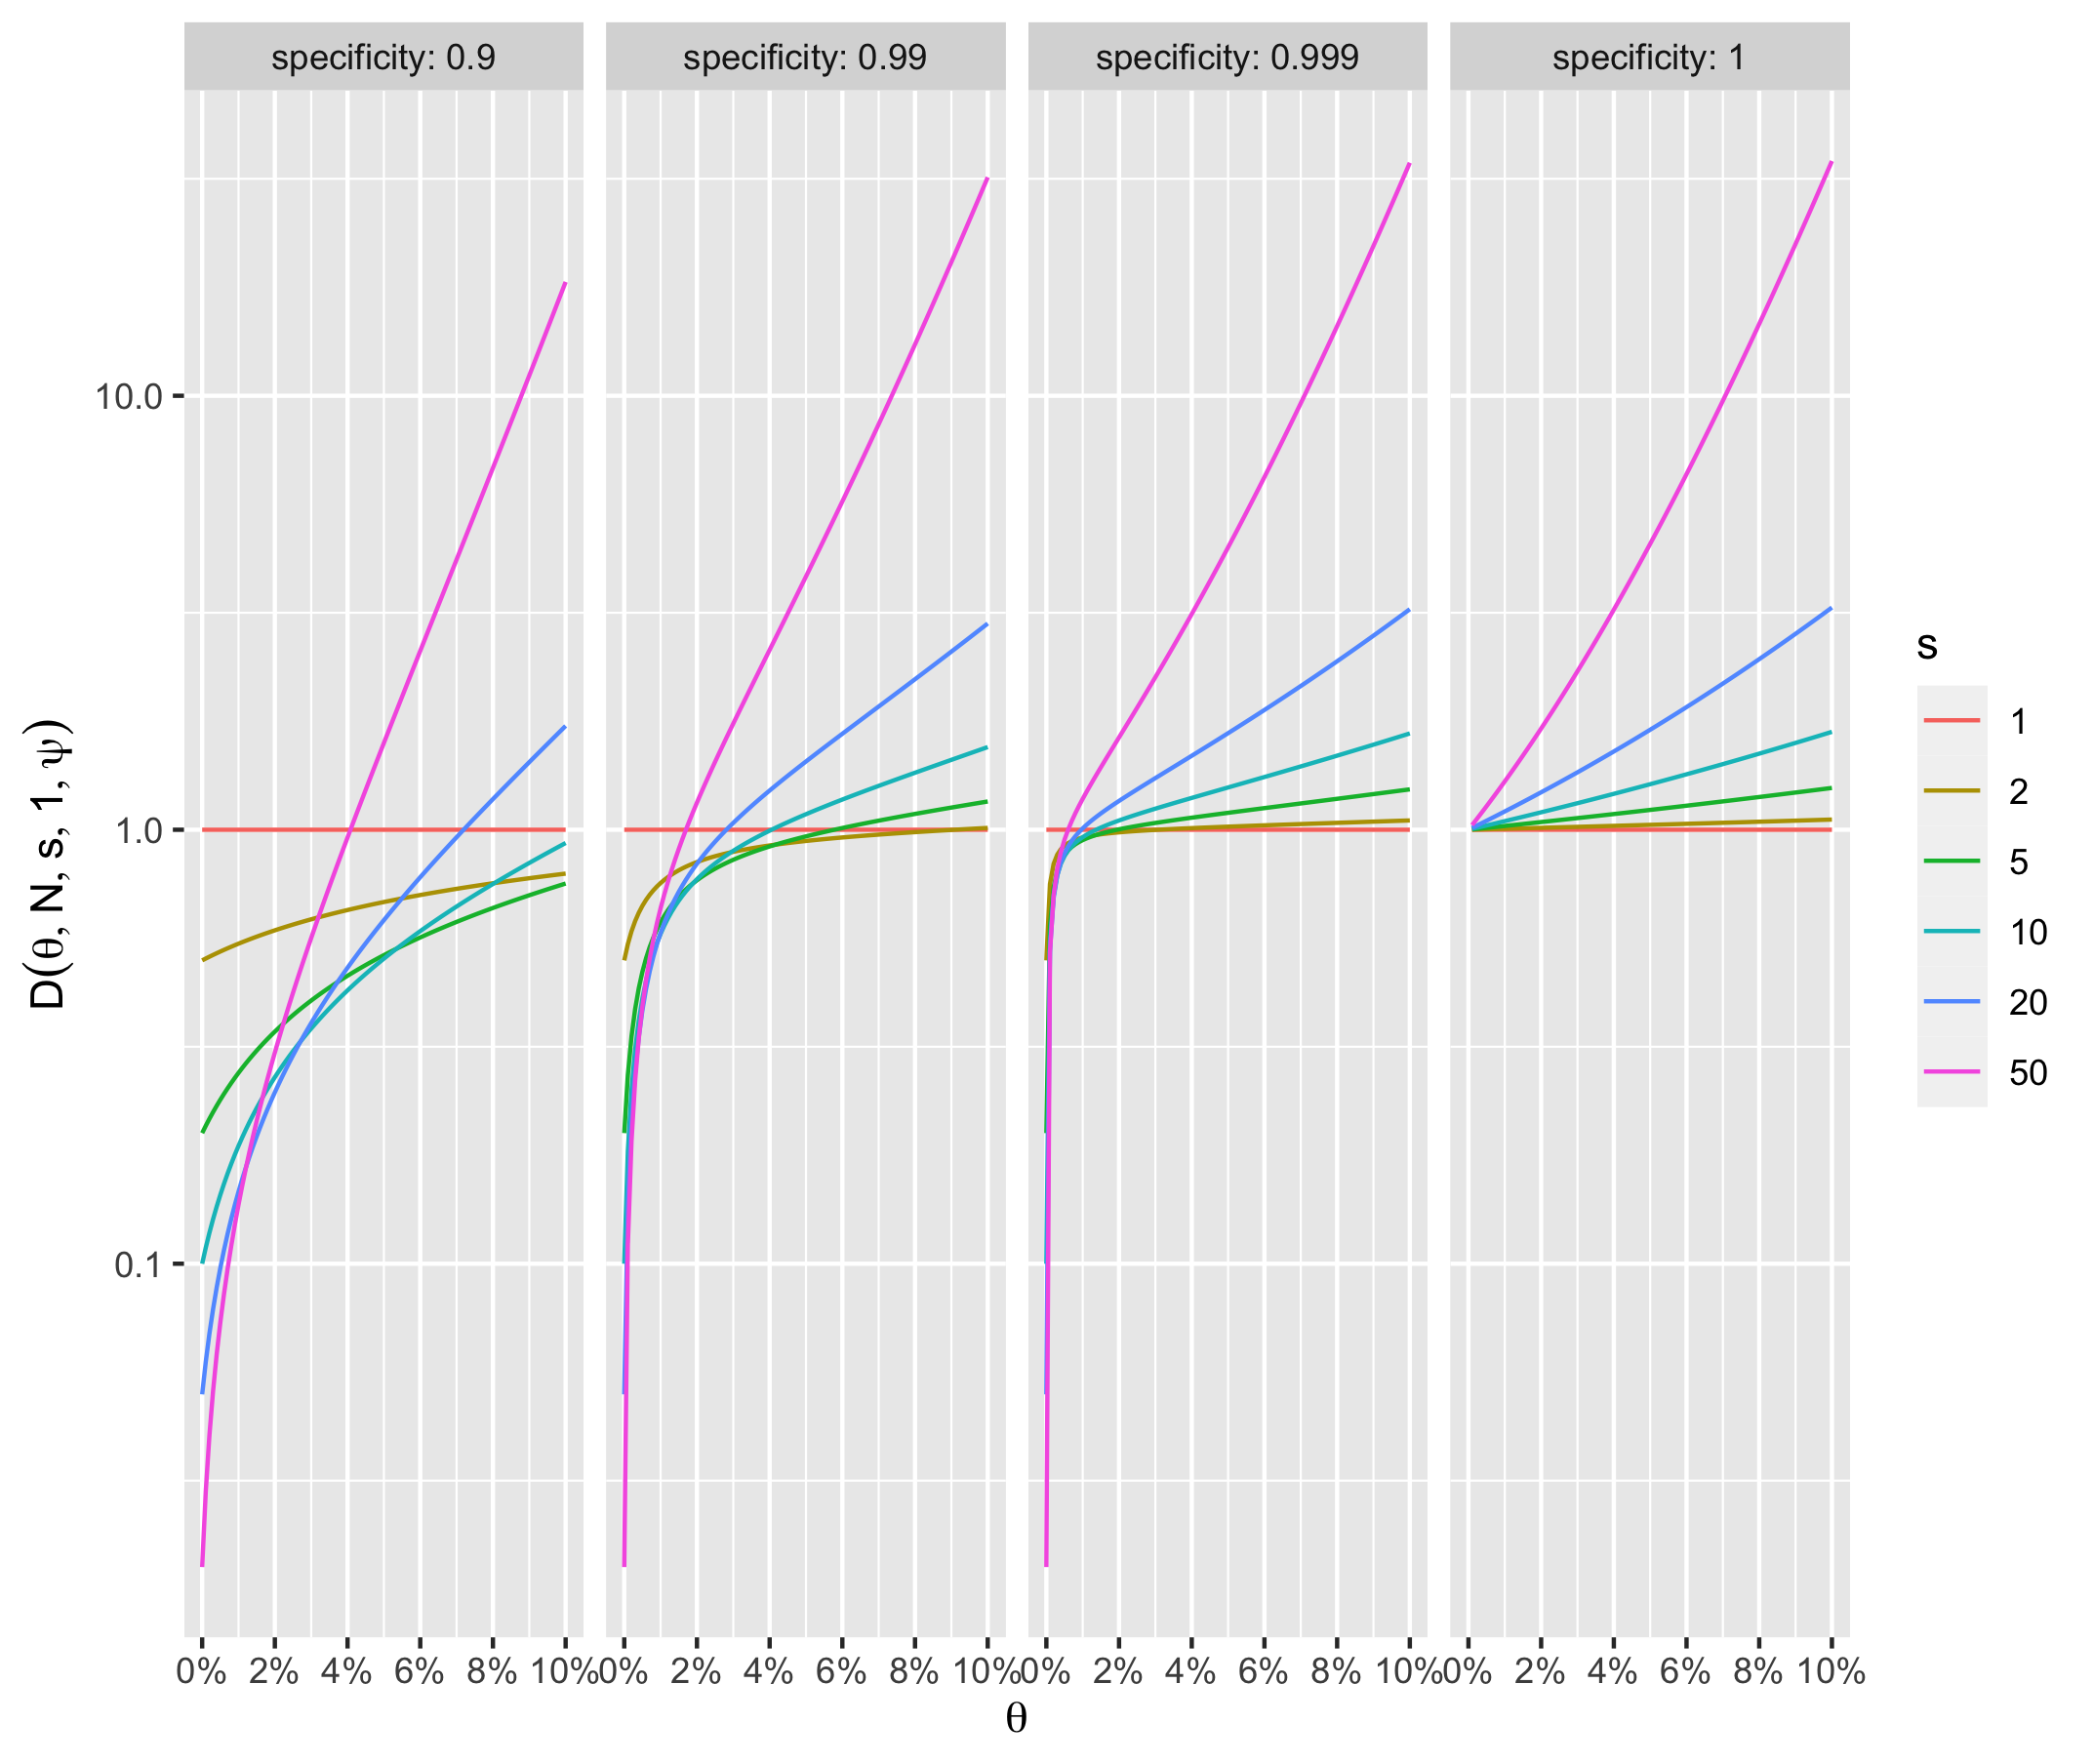 specificity: 0.9 specificity: 0.99 specificity: 0.999 specificity: 1
10.0
1.0
0.1
D(θ, N, s, 1, ψ)
0% 2% 4% 6% 8% 10% 0% 2% 4% 6% 8% 10% 0% 2% 4% 6% 8% 10% 0% 2% 4% 6% 8% 10%
θ
s
1
2
5
10
20
50